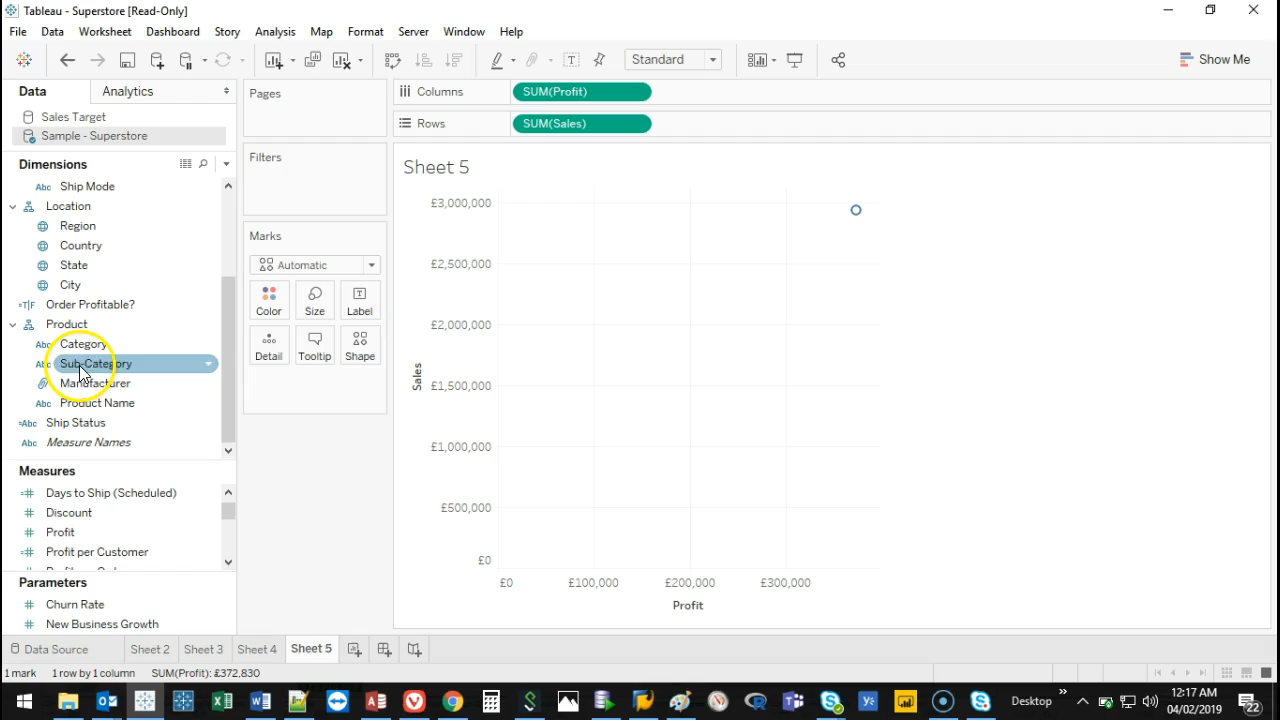 Tableau - Superstore [Read-Only]
File Data Worksheet Dashboard Story Analysis Map Format Server Window Help
Standard
Show Me
Data
Analytics
Sales Target
Sample - Superstore
Dimensions
Abc Ship Mode
Location
Region
Country
State
City
=T|F Order Profitable?
Product
Abc Category
Abc Sub-Category
Manufacturer
Abc Product Name
=Abc Ship Status
Abc Measure Names
Measures
=# Days to Ship (Scheduled)
# Discount
# Profit
=# Profit per Customer
Parameters
# Churn Rate
# New Business Growth
Pages
Filters
Marks
Automatic
Color
Size
Label
Detail
Tooltip
Shape
Columns
SUM(Profit)
Rows
SUM(Sales)
Sheet 5
£3,000,000
£2,500,000
£2,000,000
£1,500,000
£1,000,000
£500,000
£0
Sales
£0
£100,000
£200,000
£300,000
Profit
Data Source
Sheet 2
Sheet 3
Sheet 4
Sheet 5
1 mark
1 row by 1 column
SUM(Profit): £372,830
Desktop
12:17 AM
04/02/2019
22